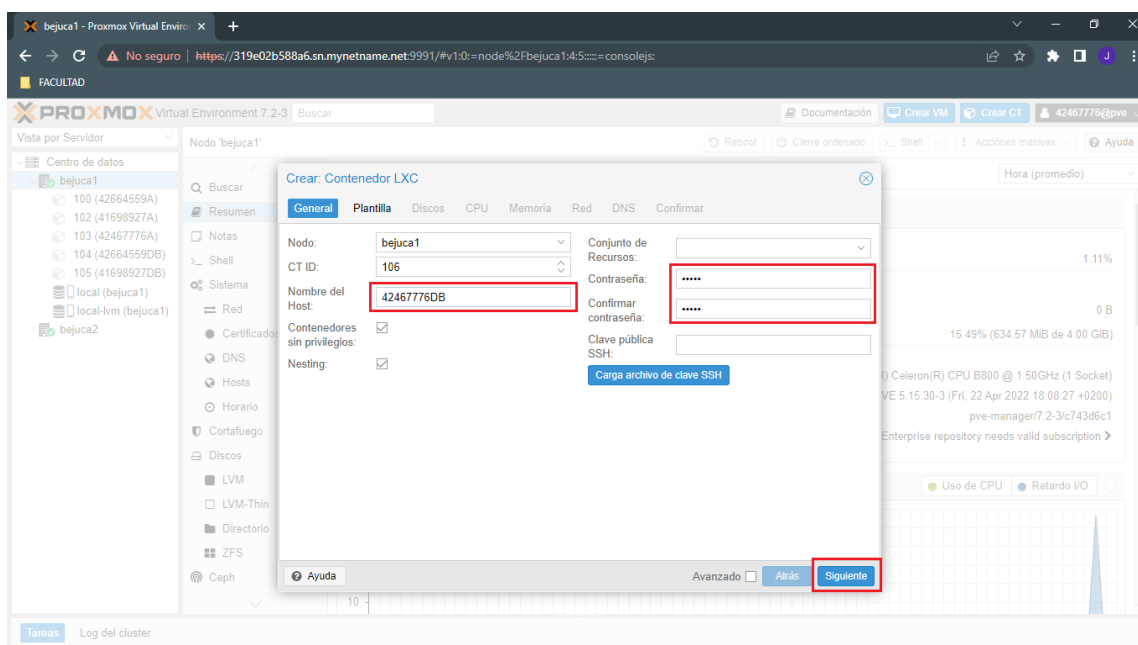 bejuca1 - Proxmox Virtual Enviro
No seguro https://319e02b588a6.sn.mynetname.net:9991/#v1:0:=node%2Fbejuca1:4:5:::::=consolejs:
J
FACULTAD
PROXMOX Virtual Environment 7.2-3 Buscar
Documentación Crear VM Crear CT 42467776@pve
Vista por Servidor
Nodo 'bejuca1'
Reboot Cierre ordenado Shell Acciónes masivas Ayuda
Centro de datos
bejuca1
100 (42664559A)
102 (41698927A)
103 (42467776A)
104 (42664559DB)
105 (41698927DB)
local (bejuca1)
local-lvm (bejuca1)
bejuca2
Buscar
Resumen
Notas
Shell
Sistema
Red
Certificados
DNS
Hosts
Horario
Cortafuego
Discos
LVM
LVM-Thin
Directorio
ZFS
Ceph
Hora (promedio)
Crear: Contenedor LXC
General Plantilla Discos CPU Memoria Red DNS Confirmar
Nodo: bejuca1
CT ID: 106
Nombre del
Host: 42467776DB
Contenedores
sin privilegios:
Nesting:
Conjunto de
Recursos:
Contraseña: •••••
Confirmar
contraseña: •••••
Clave pública
SSH:
Carga archivo de clave SSH
Ayuda
Avanzado Atrás Siguiente
1.11%
0 B
15.49% (634.57 MiB de 4.00 GiB)
R) Celeron(R) CPU B800 @ 1.50GHz (1 Socket)
VE 5.15.30-3 (Fri, 22 Apr 2022 18:08:27 +0200)
pve-manager/7.2-3/c743d6c1
Enterprise repository needs valid subscription
Uso de CPU Retardo I/O
10
Tareas Log del cluster